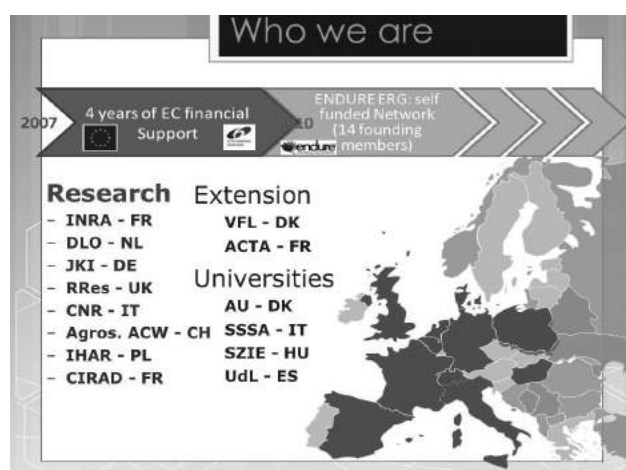 Who we are
2007
4 years of EC financial
Support
10
ENDURE ERG: self
funded Network
(14 founding
members)
endure
Research
– INRA - FR
– DLO - NL
– JKI - DE
– RRes - UK
– CNR - IT
– Agros. ACW - CH
– IHAR - PL
– CIRAD - FR
Extension
VFL - DK
ACTA - FR
Universities
AU - DK
SSSA - IT
SZIE - HU
UdL - ES